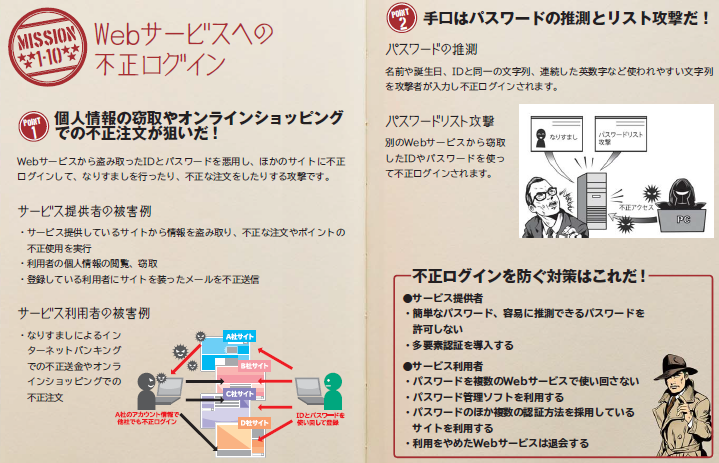 MISSION
1-10
Webサービスへの
不正ログイン
POINT
1
個人情報の窃取やオンラインショッピング
での不正注文が狙いだ！
Webサービスから盗み取ったIDとパスワードを悪用し、ほかのサイトに不正
ログインして、なりすましを行ったり、不正な注文をしたりする攻撃です。
サービス提供者の被害例
・サービス提供しているサイトから情報を盗み取り、不正な注文やポイントの
不正使用を実行
・利用者の個人情報の閲覧、窃取
・登録している利用者にサイトを装ったメールを不正送信
サービス利用者の被害例
・なりすましによるイン
ターネットバンキング
での不正送金やオンラ
インショッピングでの
不正注文
A社サイト
B社サイト
C社サイト
D社サイト
A社のアカウント情報で
他社でも不正ログイン
IDとパスワードを
使い回して登録
POINT
2
手口はパスワードの推測とリスト攻撃だ！
パスワードの推測
名前や誕生日、IDと同一の文字列、連続した英数字など使われやすい文字列
を攻撃者が入力し不正ログインされます。
パスワードリスト攻撃
別のWebサービスから窃取
したIDやパスワードを使っ
て不正ログインされます。
なりすまし
パスワードリスト
攻撃
不正アクセス
PC
不正ログインを防ぐ対策はこれだ！
●サービス提供者
・簡単なパスワード、容易に推測できるパスワードを
許可しない
・多要素認証を導入する
●サービス利用者
・パスワードを複数のWebサービスで使い回さない
・パスワード管理ソフトを利用する
・パスワードのほか複数の認証方法を採用している
サイトを利用する
・利用をやめたWebサービスは退会する